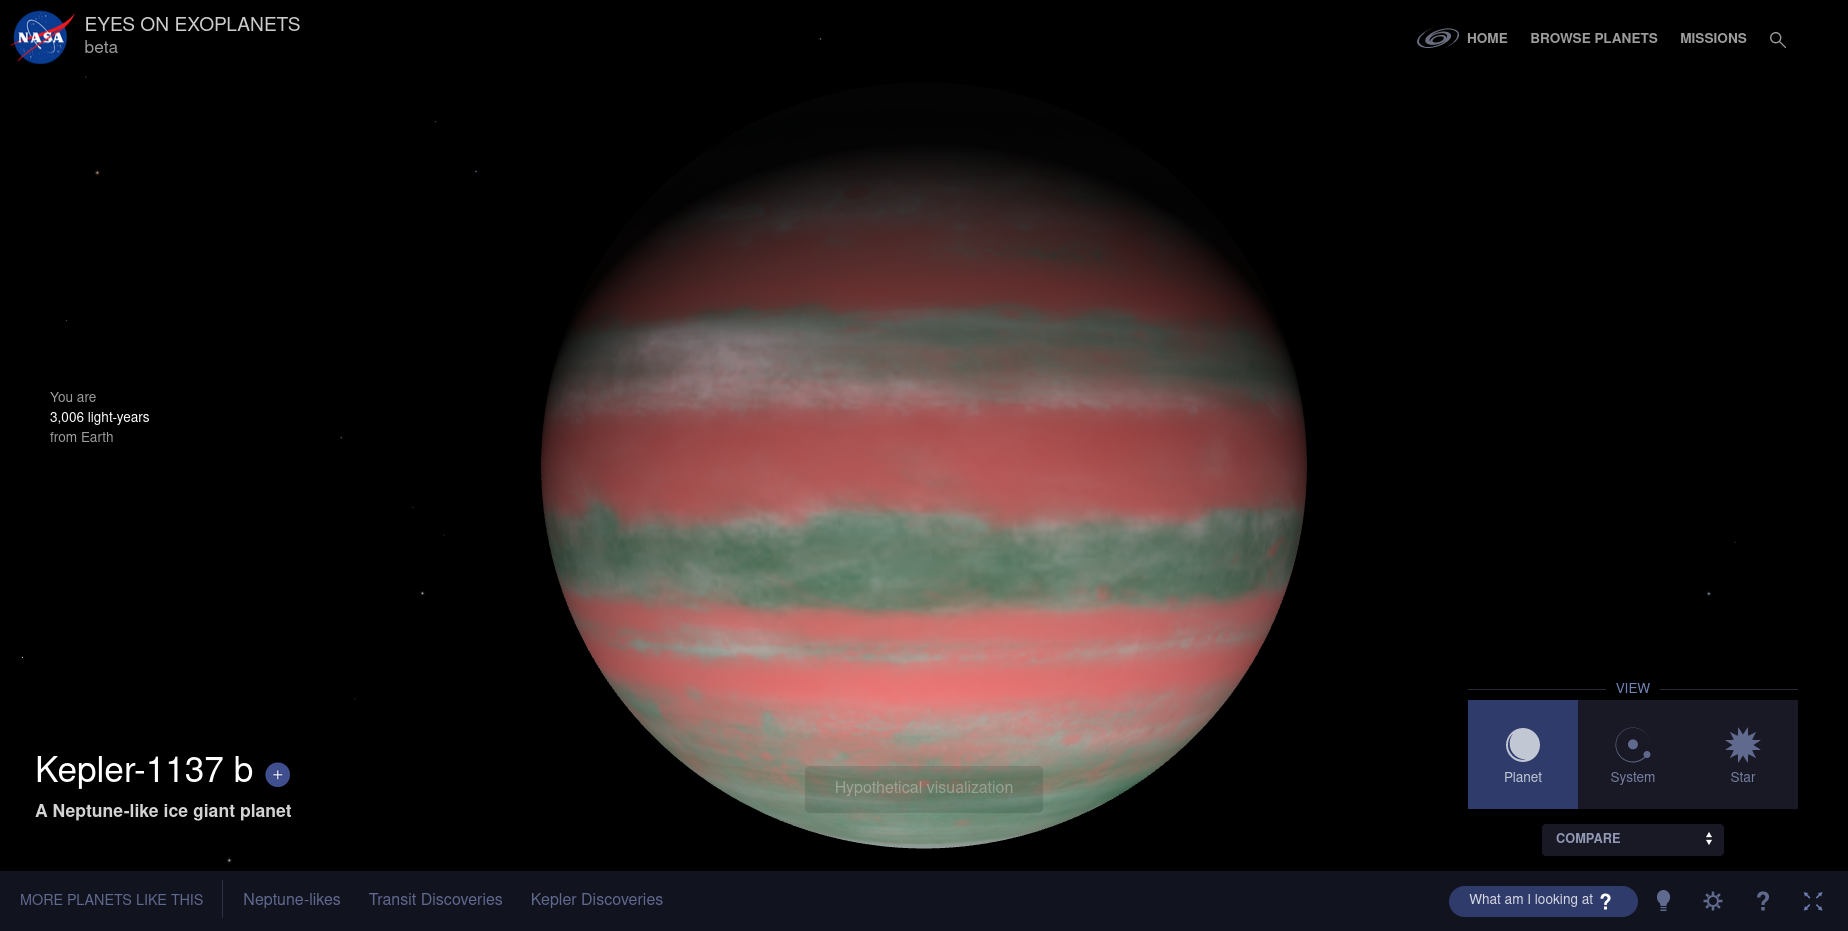 NASA
EYES ON EXOPLANETS
beta
HOME
BROWSE PLANETS
MISSIONS
You are
3,006 light-years
from Earth
Kepler-1137 b +
A Neptune-like ice giant planet
Hypothetical visualization
VIEW
Planet
System
Star
COMPARE
MORE PLANETS LIKE THIS
Neptune-likes
Transit Discoveries
Kepler Discoveries
What am I looking at ?
?